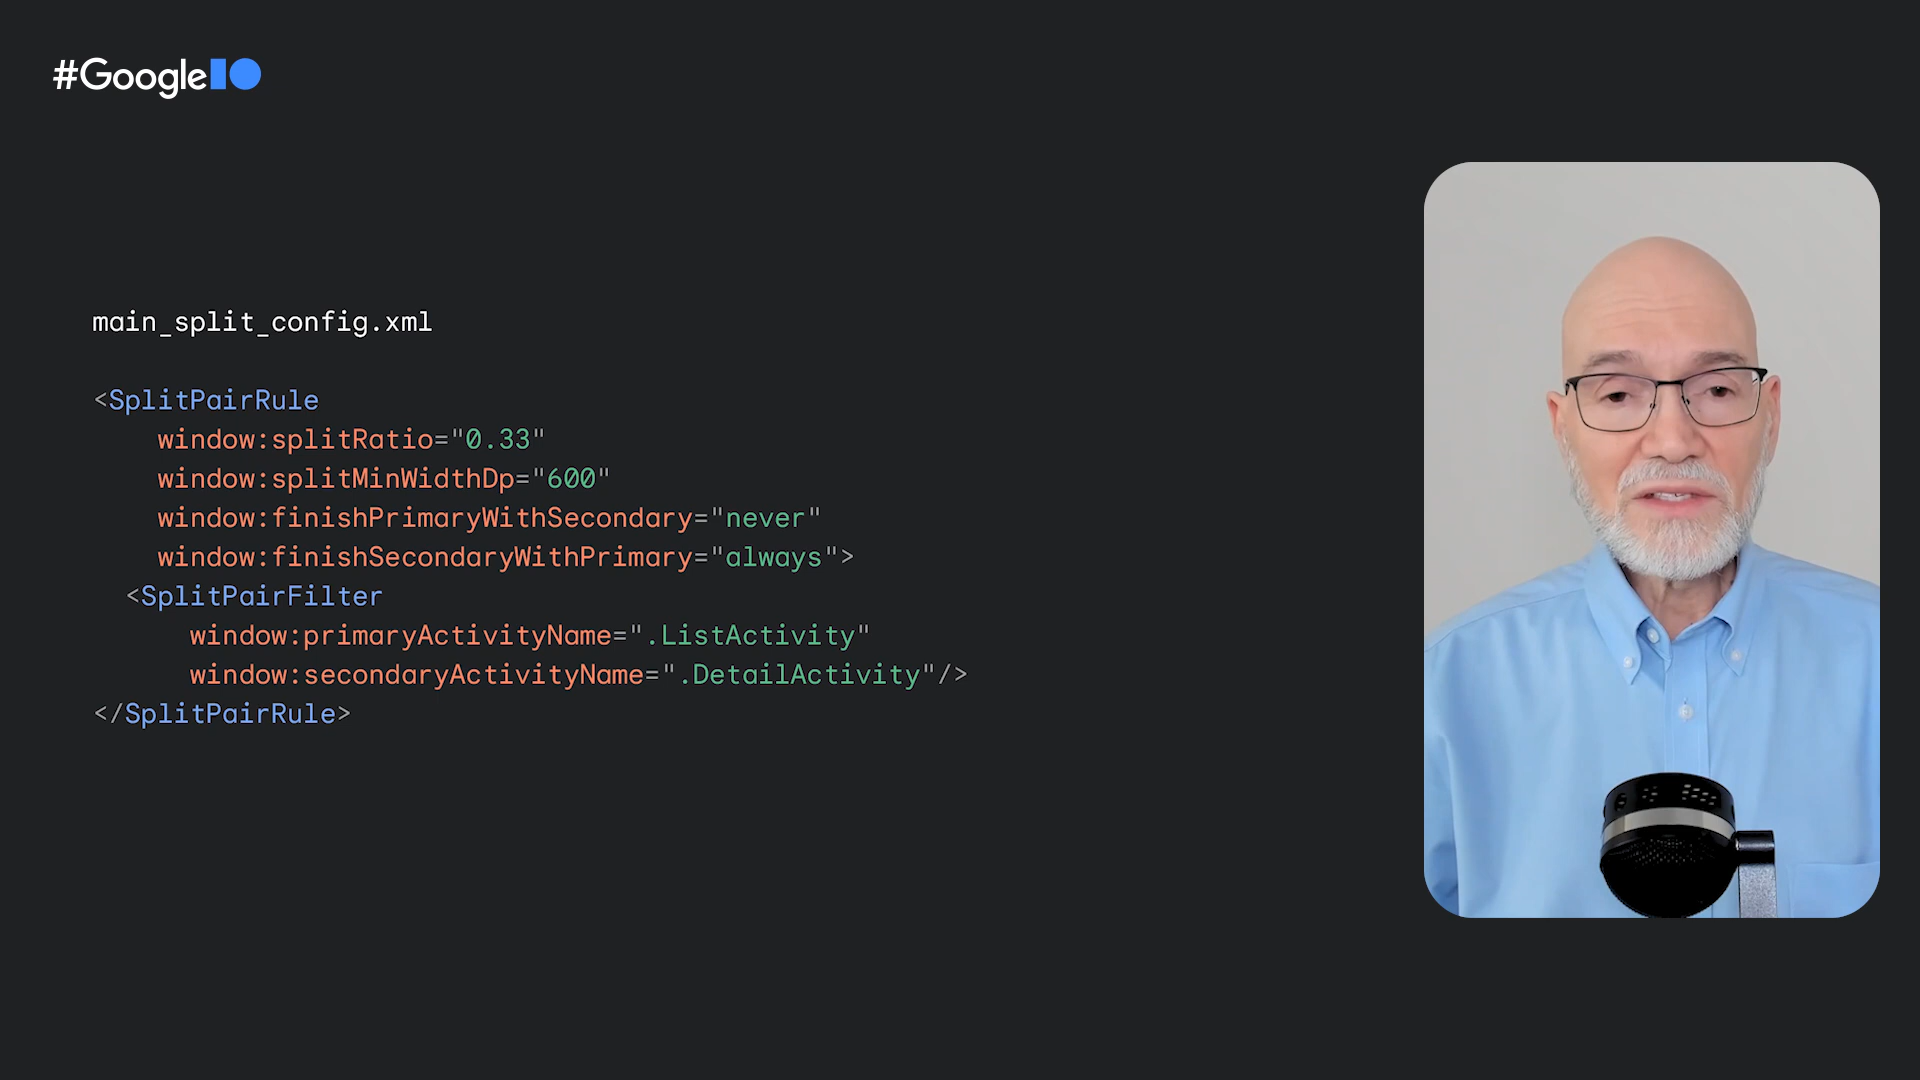 #GoogleIO
main_split_config.xml
<SplitPairRule
window:splitRatio="0.33"
window:splitMinWidthDp="600"
window:finishPrimaryWithSecondary="never"
window:finishSecondaryWithPrimary="always">
<SplitPairFilter
window:primaryActivityName=".ListActivity"
window:secondaryActivityName=".DetailActivity"/>
</SplitPairRule>